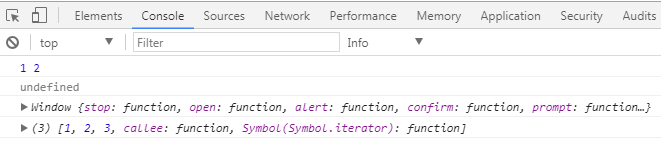 Elements Console Sources Network Performance Memory Application Security Audits
top Filter Info
1 2
undefined
Window {stop: function, open: function, alert: function, confirm: function, prompt: function…}
(3) [1, 2, 3, callee: function, Symbol(Symbol.iterator): function]